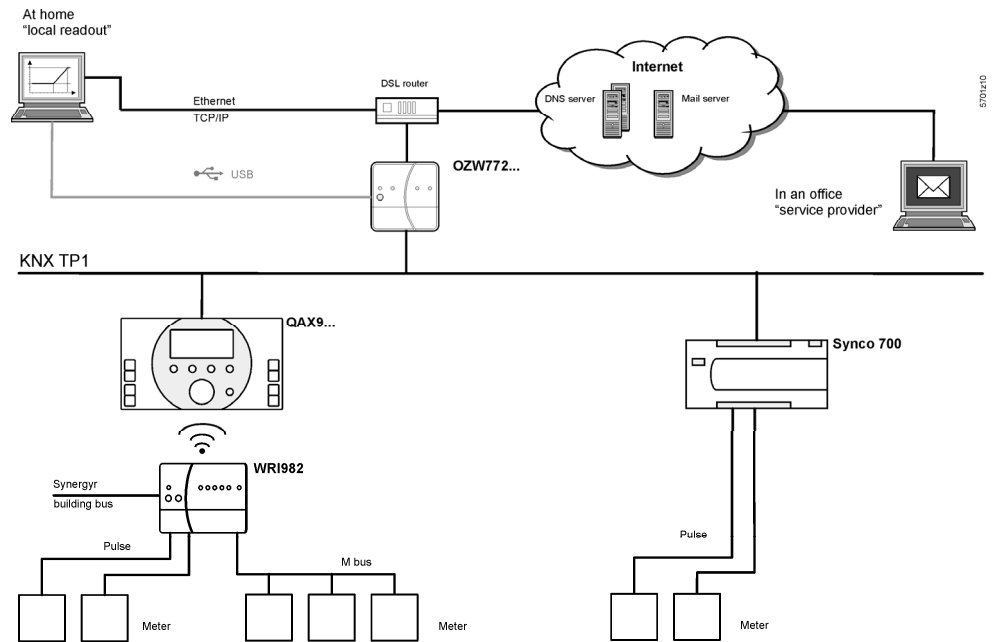 At home
“local readout”
DSL router
Ethernet
TCP/IP
Internet
DNS server
Mail server
5701z10
USB
OZW772...
In an office
“service provider”
KNX TP1
QAX9...
Synco 700
WRI982
Synergyr
building bus
Pulse
M bus
Pulse
Meter
Meter
Meter